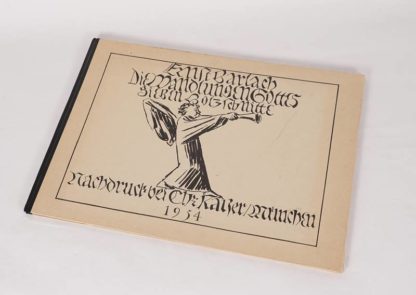 Ernst Barlach
Die Wandlungen Gottes
Sieben Holzschnitte
Nachdruck bei Chr. Kaiser/München
1954